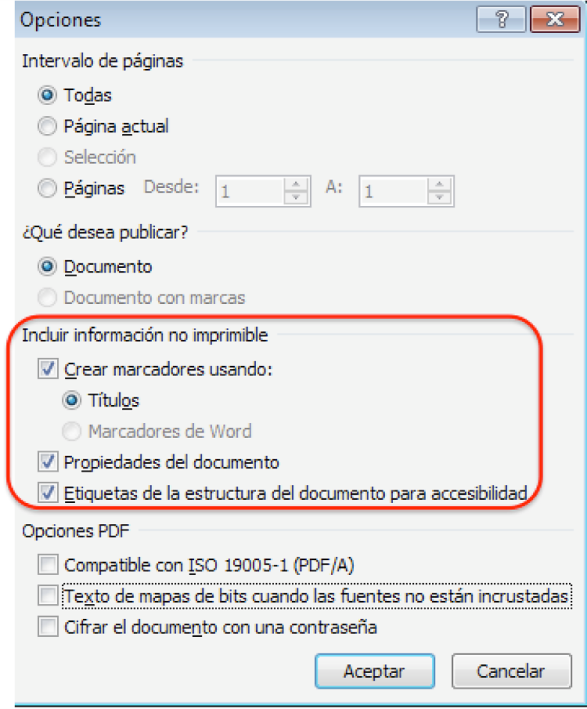 Opciones
Intervalo de páginas
Todas
Página actual
Selección
Páginas Desde: 1 A: 1
¿Qué desea publicar?
Documento
Documento con marcas
Incluir información no imprimible
Crear marcadores usando:
Títulos
Marcadores de Word
Propiedades del documento
Etiquetas de la estructura del documento para accesibilidad
Opciones PDF
Compatible con ISO 19005-1 (PDF/A)
Texto de mapas de bits cuando las fuentes no están incrustadas
Cifrar el documento con una contraseña
Aceptar Cancelar